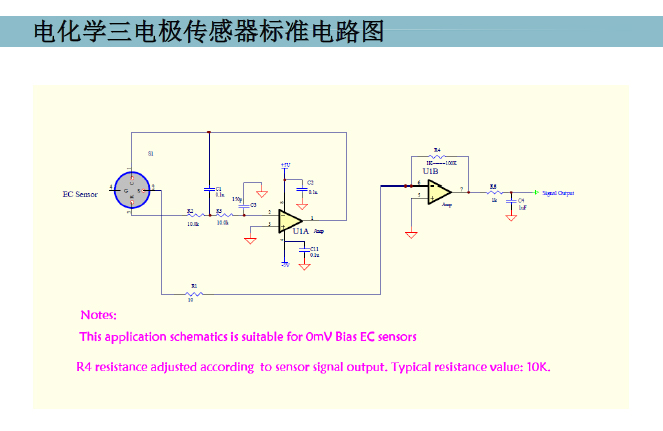 电化学三电极传感器标准电路图
S1
EC Sensor
C1
0.1u
150p
C3
R2
10.0k
R3
10.0k
+5V
C2
0.1u
U1A
Amp
C11
0.1u
-5V
R1
10
R4
1K------100K
U1B
Amp
R6
1k
C4
1uF
Signal Output
Notes:
This application schematics is suitable for 0mV Bias EC sensors
R4 resistance adjusted according to sensor signal output. Typical resistance value: 10K.